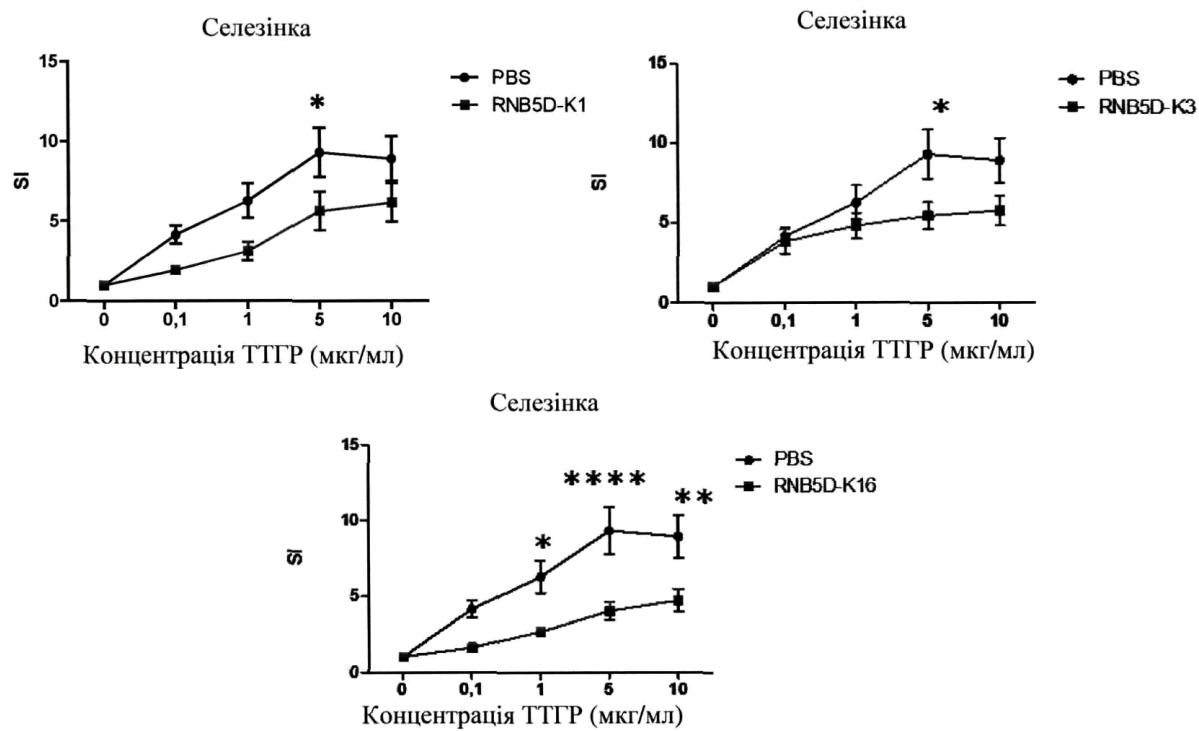 Селезінка
15
10
5
0
SI
0
0,1
1
5
10
Концентрація ТТГР (мкг/мл)
PBS
RNB5D-K1
*
Селезінка
15
10
5
0
SI
0
0,1
1
5
10
Концентрація ТТГР (мкг/мл)
PBS
RNB5D-K3
*
Селезінка
15
10
5
0
SI
0
0,1
1
5
10
Концентрація ТТГР (мкг/мл)
PBS
RNB5D-K16
*
****
**